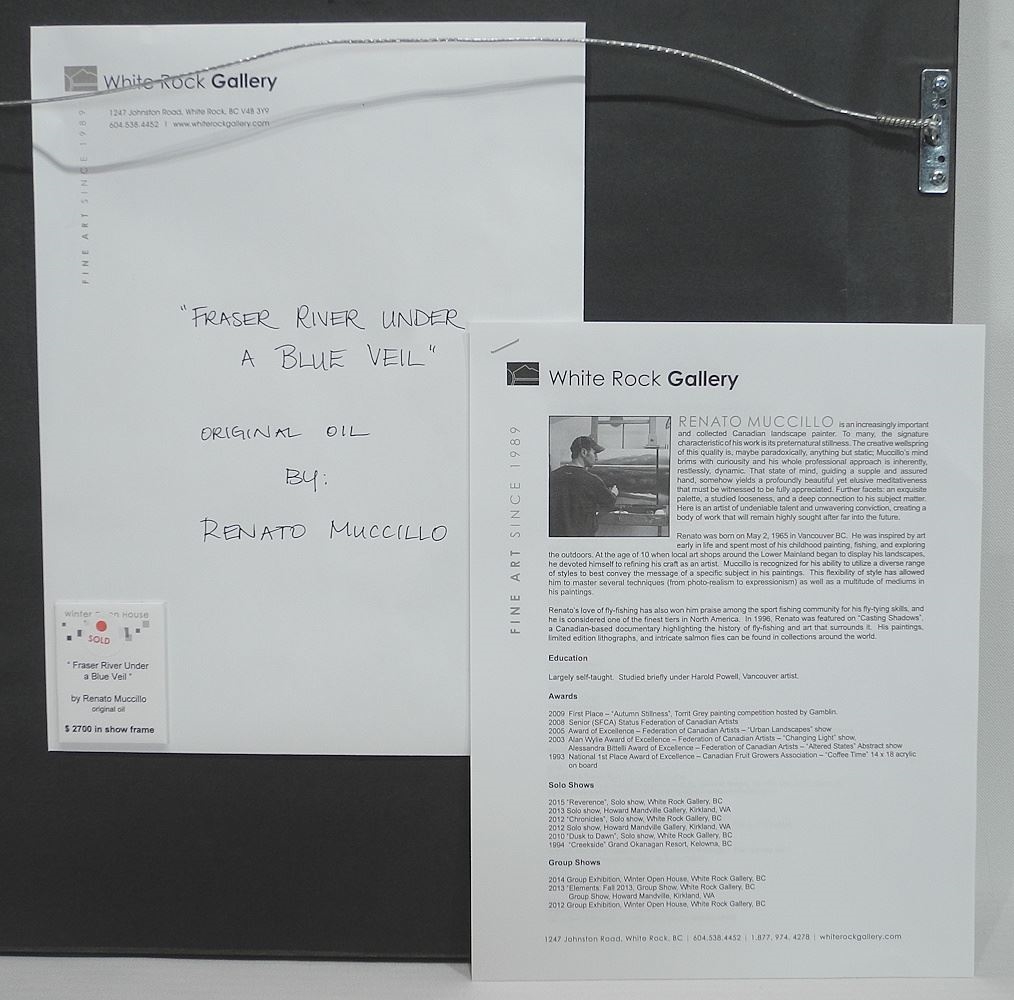 White Rock Gallery
1247 Johnston Road, White Rock, BC V4B 3Y9
604.538.4452 | www.whiterockgallery.com
FINE ART SINCE 1989
"FRASER RIVER UNDER
A BLUE VEIL"
ORIGINAL OIL
BY:
RENATO MUCCILLO
Winter Open House
SOLD
" Fraser River Under
a Blue Veil "
by Renato Muccillo
original oil
$ 2700 in show frame
White Rock Gallery
FINE ART SINCE 1989
RENATO MUCCILLO is an increasingly important
and collected Canadian landscape painter. To many, the signature
characteristic of his work is its preternatural stillness. The creative wellspring
of this quality is, maybe paradoxically, anything but static; Muccillo's mind
brims with curiousity and his whole professional approach is inherently,
restlessly, dynamic. That state of mind, guiding a supple and assured
hand, somehow yields a profoundly beautiful yet elusive meditativeness
that must be witnessed to be fully appreciated. Further facets: an exquisite
palette, a studied looseness, and a deep connection to his subject matter.
Here is an artist of undeniable talent and unwavering conviction, creating a
body of work that will remain highly sought after far into the future.
Renato was born on May 2, 1965 in Vancouver BC. He was inspired by art
early in life and spent most of his childhood painting, fishing, and exploring
the outdoors. At the age of 10 when local art shops around the Lower Mainland began to display his landscapes,
he devoted himself to refining his craft as an artist. Muccillo is recognized for his ability to utilize a diverse range
of styles to best convey the message of a specific subject in his paintings. This flexibility of style has allowed
him to master several techniques (from photo-realism to expressionism) as well as a multitude of mediums in
his paintings.
Renato's love of fly-fishing has also won him praise among the sport fishing community for his fly-tying skills, and
he is considered one of the finest tiers in North America. In 1996, Renato was featured on "Casting Shadows",
a Canadian-based documentary highlighting the history of fly-fishing and art that surrounds it. His paintings,
limited edition lithographs, and intricate salmon flies can be found in collections around the world.
Education
Largely self-taught. Studied briefly under Harold Powell, Vancouver artist.
Awards
2009 First Place – "Autumn Stillness", Torrit Grey painting competition hosted by Gamblin.
2008 Senior (SFCA) Status Federation of Canadian Artists
2005 Award of Excellence – Federation of Canadian Artists – "Urban Landscapes" show
2003 Alan Wylie Award of Excellence – Federation of Canadian Artists – "Changing Light" show,
Alessandra Bittelli Award of Excellence – Federation of Canadian Artists – "Altered States" Abstract show
1993 National 1st Place Award of Excellence – Canadian Fruit Growers Association – "Coffee Time" 14 x 18 acrylic
on board
Solo Shows
2015 "Reverence", Solo show, White Rock Gallery, BC
2013 Solo show, Howard Mandville Gallery, Kirkland, WA
2012 "Chronicles", Solo show, White Rock Gallery, BC
2012 Solo show, Howard Mandville Gallery, Kirkland, WA
2010 "Dusk to Dawn", Solo show, White Rock Gallery, BC
1994 "Creekside" Grand Okanagan Resort, Kelowna, BC
Group Shows
2014 Group Exhibition, Winter Open House, White Rock Gallery, BC
2013 "Elements: Fall 2013, Group Show, White Rock Gallery, BC
Group Show, Howard Mandville, Kirkland, WA
2012 Group Exhibition, Winter Open House, White Rock Gallery, BC
1247 Johnston Road, White Rock, BC | 604.538.4452 | 1.877. 974. 4278 | whiterockgallery.com